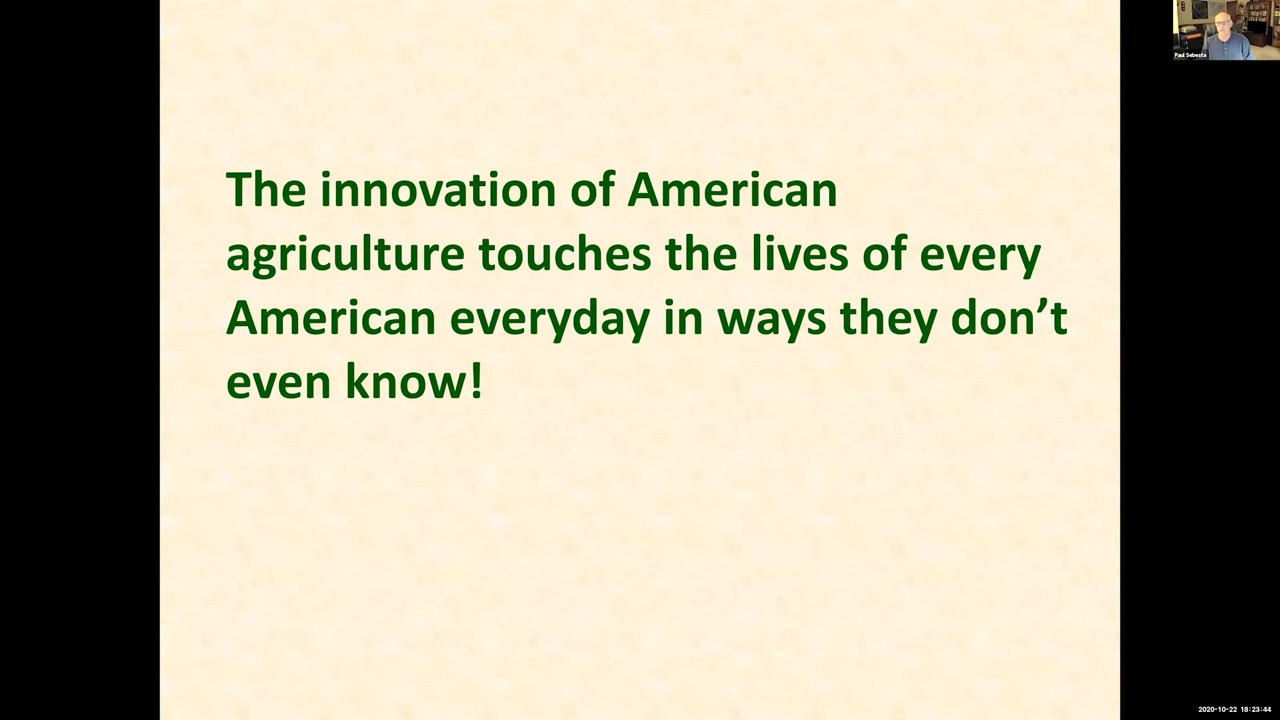 Paul Sebesta
The innovation of American
agriculture touches the lives of every
American everyday in ways they don’t
even know!
2020-10-22 18:23:44